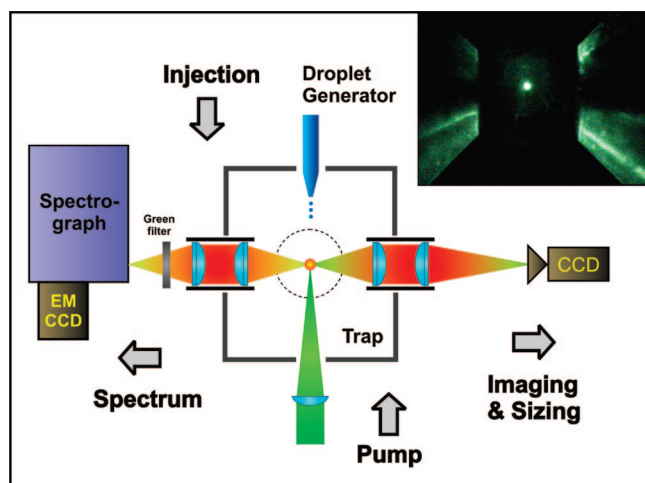 Injection
Droplet
Generator
Spectro-
graph
Green
filter
EM
CCD
CCD
Trap
Spectrum
Imaging
& Sizing
Pump